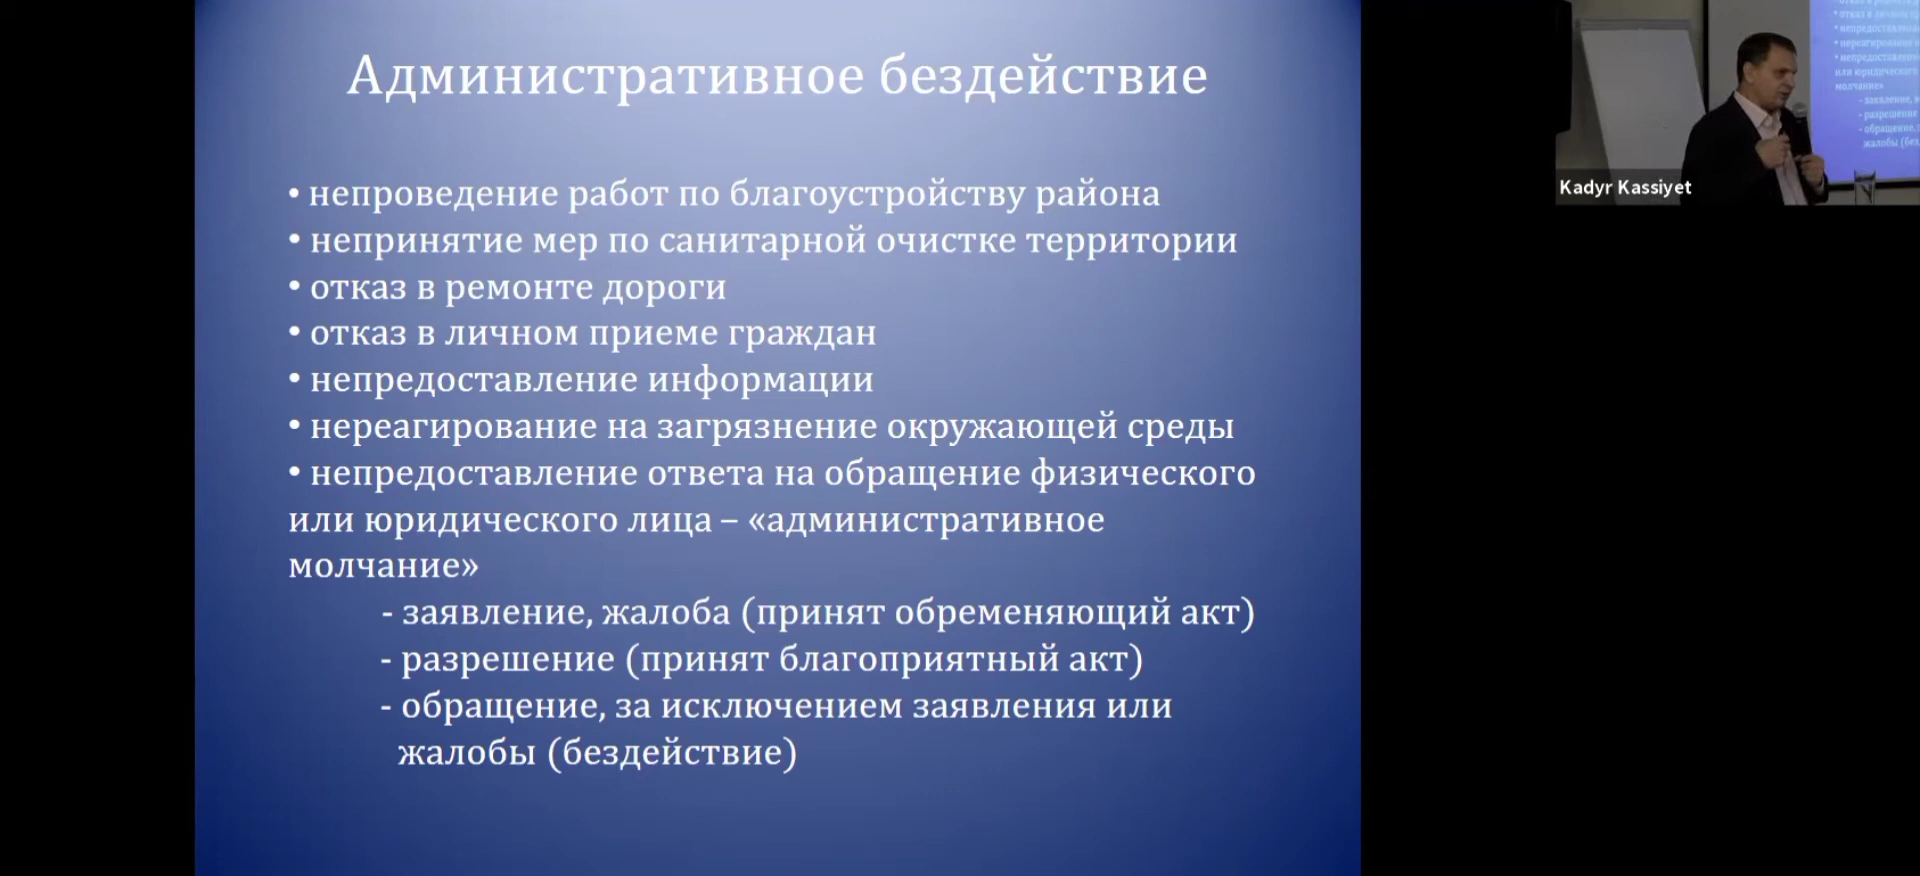 Административное бездействие
• непроведение работ по благоустройству района
• непринятие мер по санитарной очистке территории
• отказ в ремонте дороги
• отказ в личном приеме граждан
• непредоставление информации
• нереагирование на загрязнение окружающей среды
• непредоставление ответа на обращение физического
или юридического лица – «административное
молчание»
- заявление, жалоба (принят обременяющий акт)
- разрешение (принят благоприятный акт)
- обращение, за исключением заявления или
жалобы (бездействие)
Kadyr Kassiyet